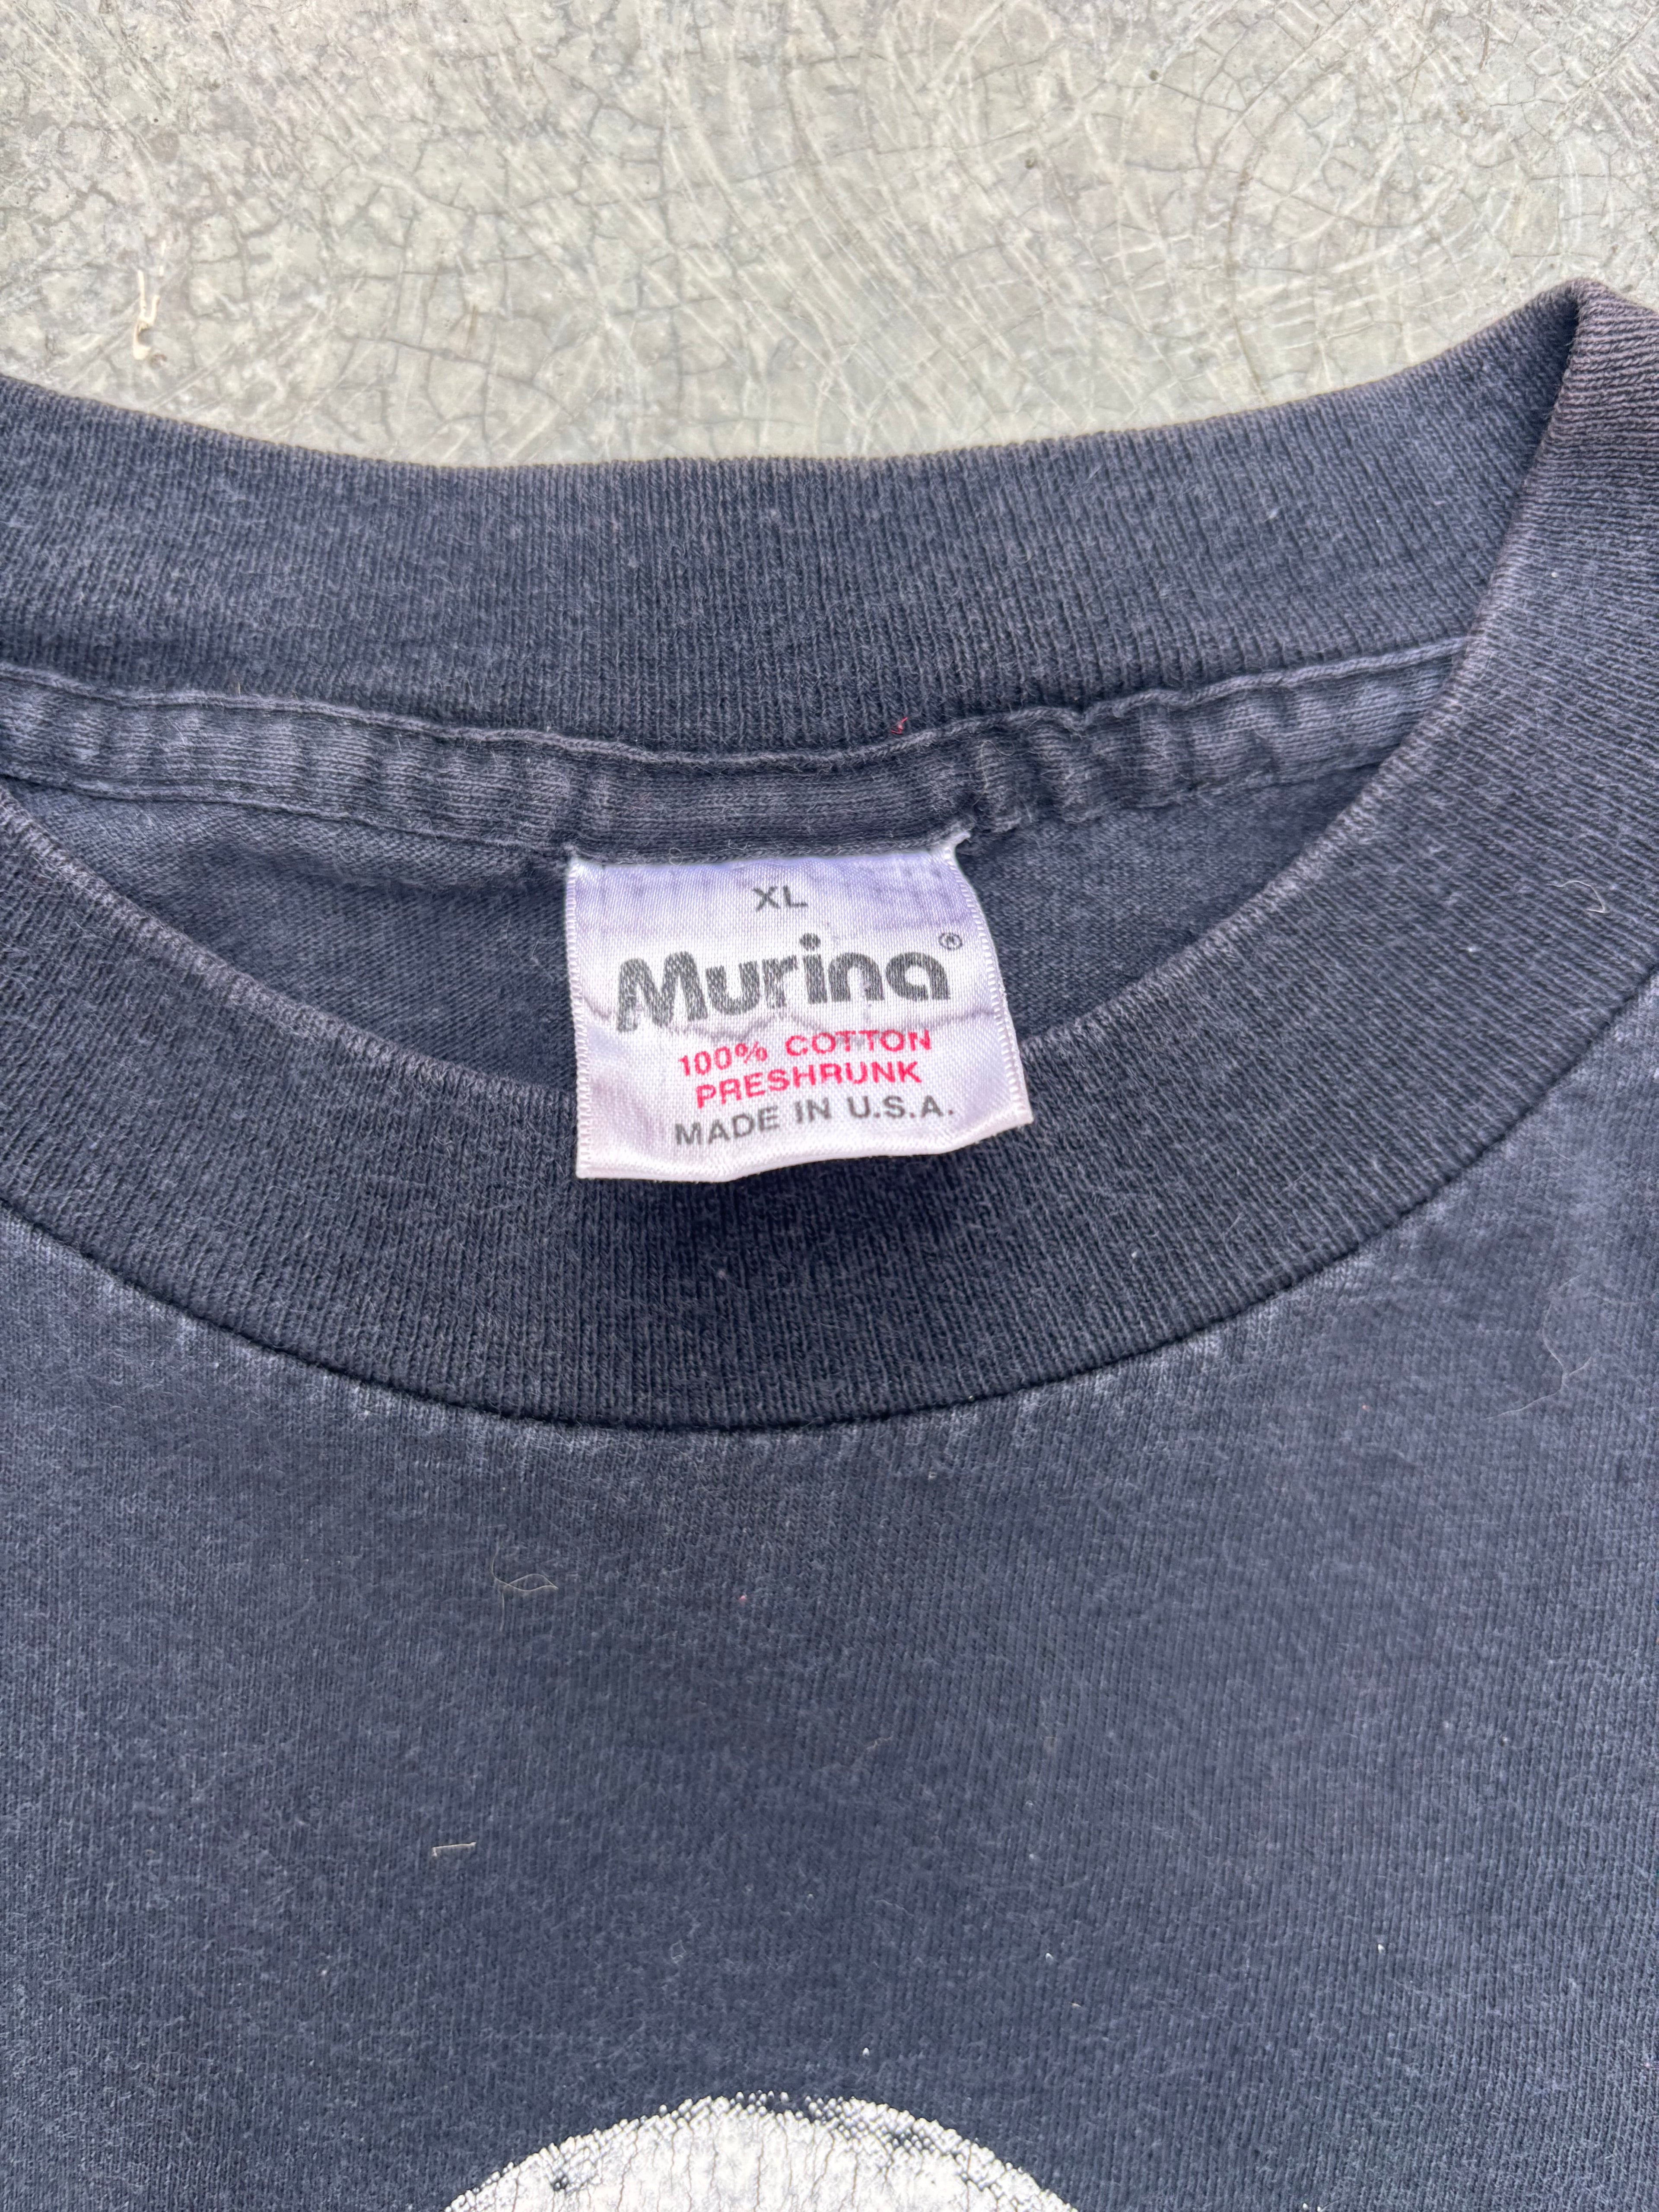 XL
Murina®
100% COTTON
PRESHRUNK
MADE IN U.S.A.